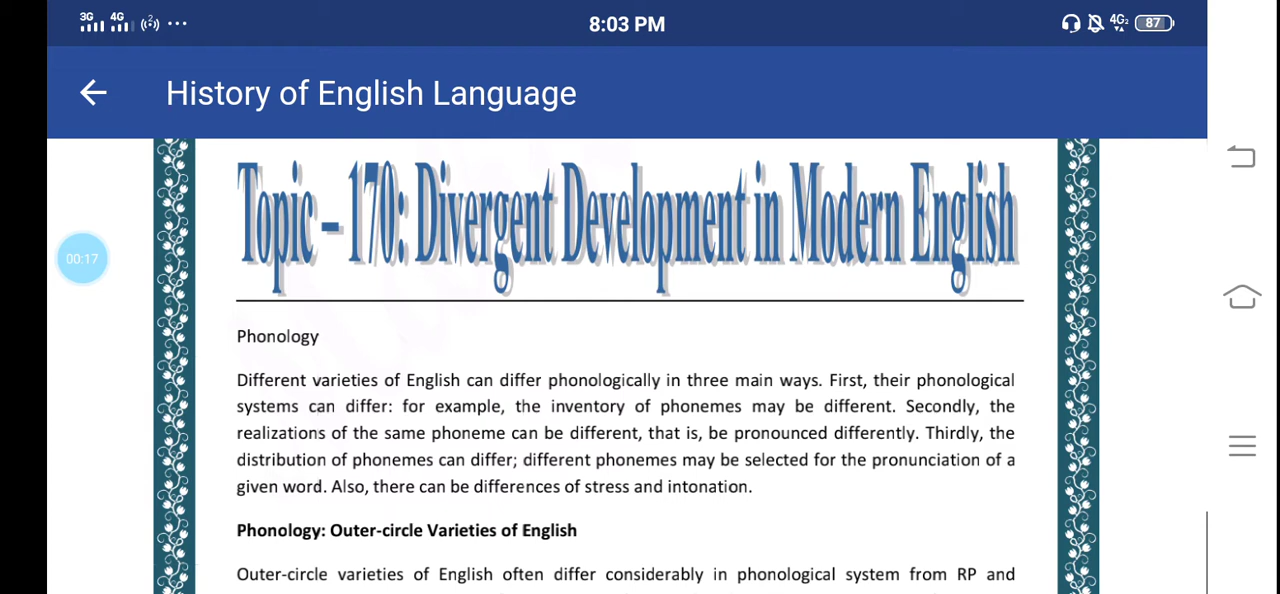 3G 4G 2 8:03 PM 4G2 87
History of English Language
Topic – 170: Divergent Development in Modern English
00:17
Phonology
Different varieties of English can differ phonologically in three main ways. First, their phonological
systems can differ: for example, the inventory of phonemes may be different. Secondly, the
realizations of the same phoneme can be different, that is, be pronounced differently. Thirdly, the
distribution of phonemes can differ; different phonemes may be selected for the pronunciation of a
given word. Also, there can be differences of stress and intonation.
Phonology: Outer-circle Varieties of English
Outer-circle varieties of English often differ considerably in phonological system from RP and